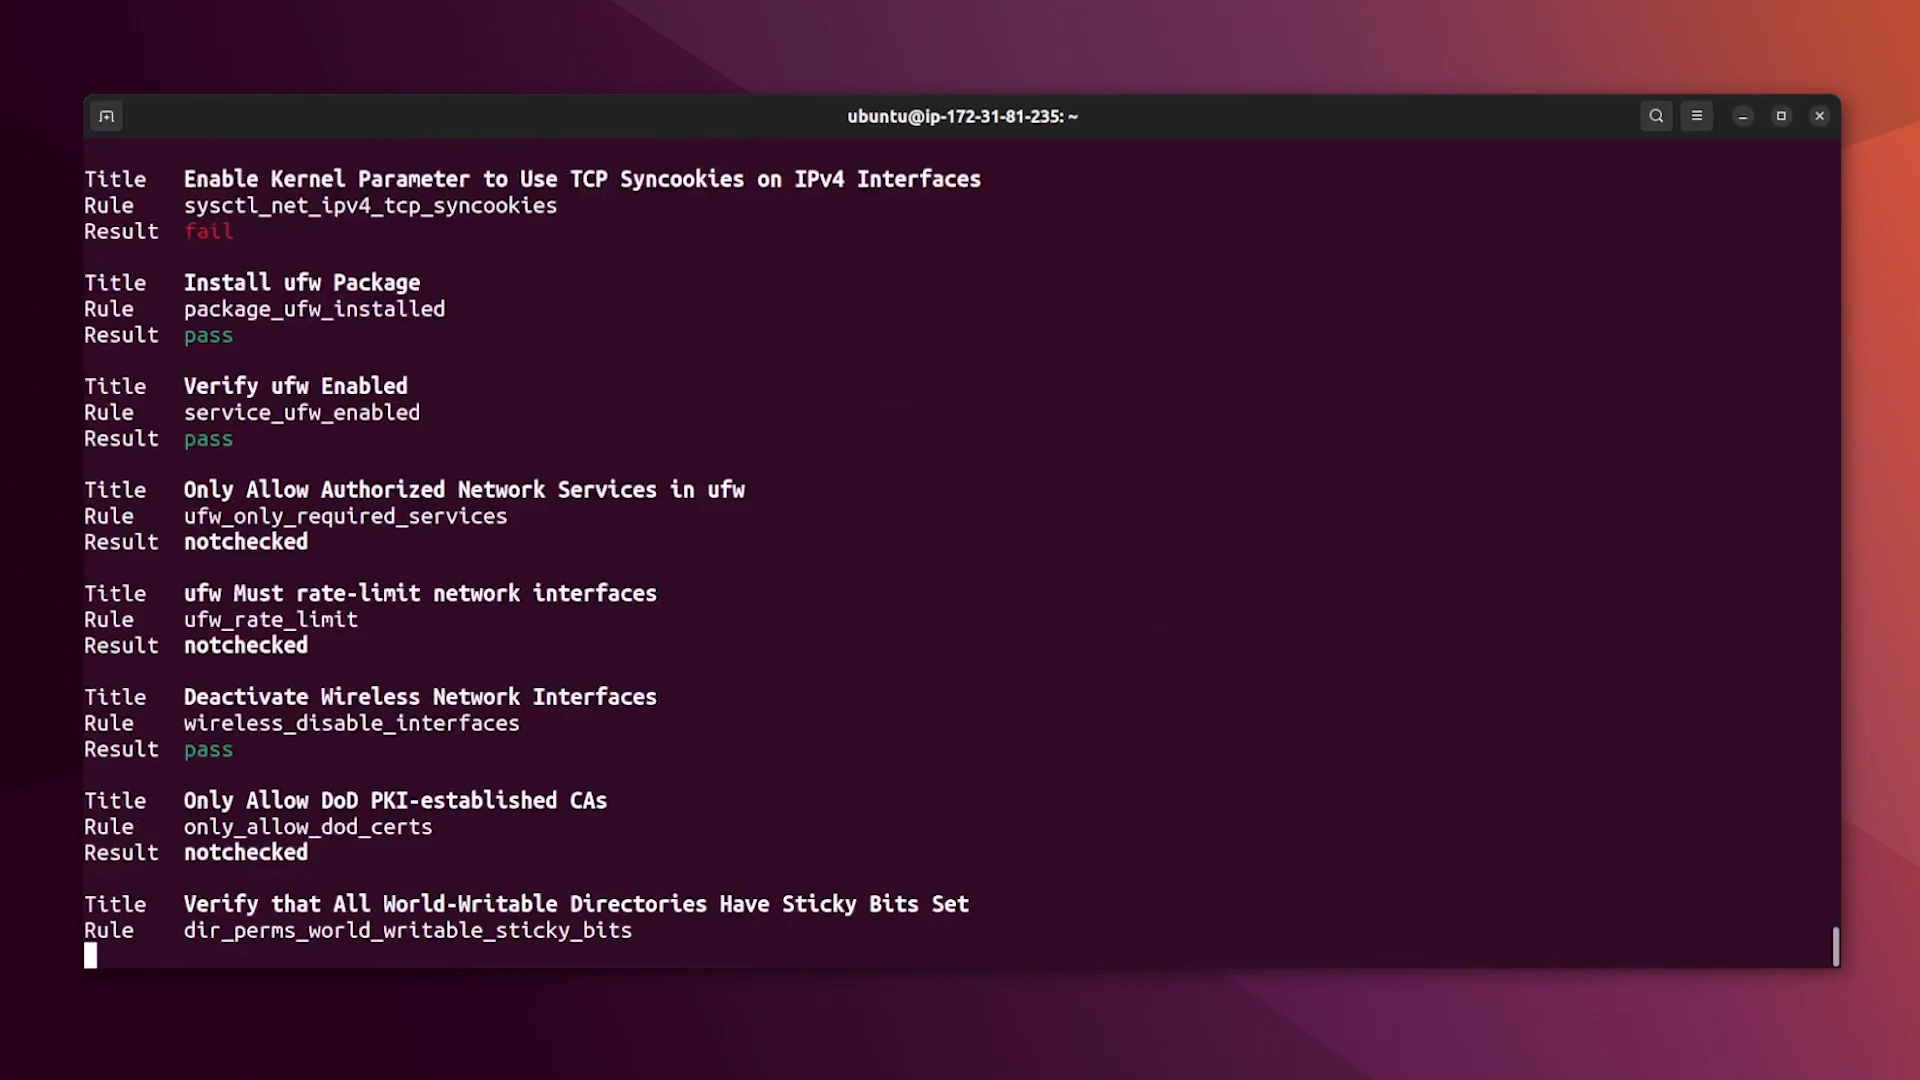 ubuntu@ip-172-31-81-235: ~
Title Enable Kernel Parameter to Use TCP Syncookies on IPv4 Interfaces
Rule sysctl_net_ipv4_tcp_syncookies
Result fail
Title Install ufw Package
Rule package_ufw_installed
Result pass
Title Verify ufw Enabled
Rule service_ufw_enabled
Result pass
Title Only Allow Authorized Network Services in ufw
Rule ufw_only_required_services
Result notchecked
Title ufw Must rate-limit network interfaces
Rule ufw_rate_limit
Result notchecked
Title Deactivate Wireless Network Interfaces
Rule wireless_disable_interfaces
Result pass
Title Only Allow DoD PKI-established CAs
Rule only_allow_dod_certs
Result notchecked
Title Verify that All World-Writable Directories Have Sticky Bits Set
Rule dir_perms_world_writable_sticky_bits